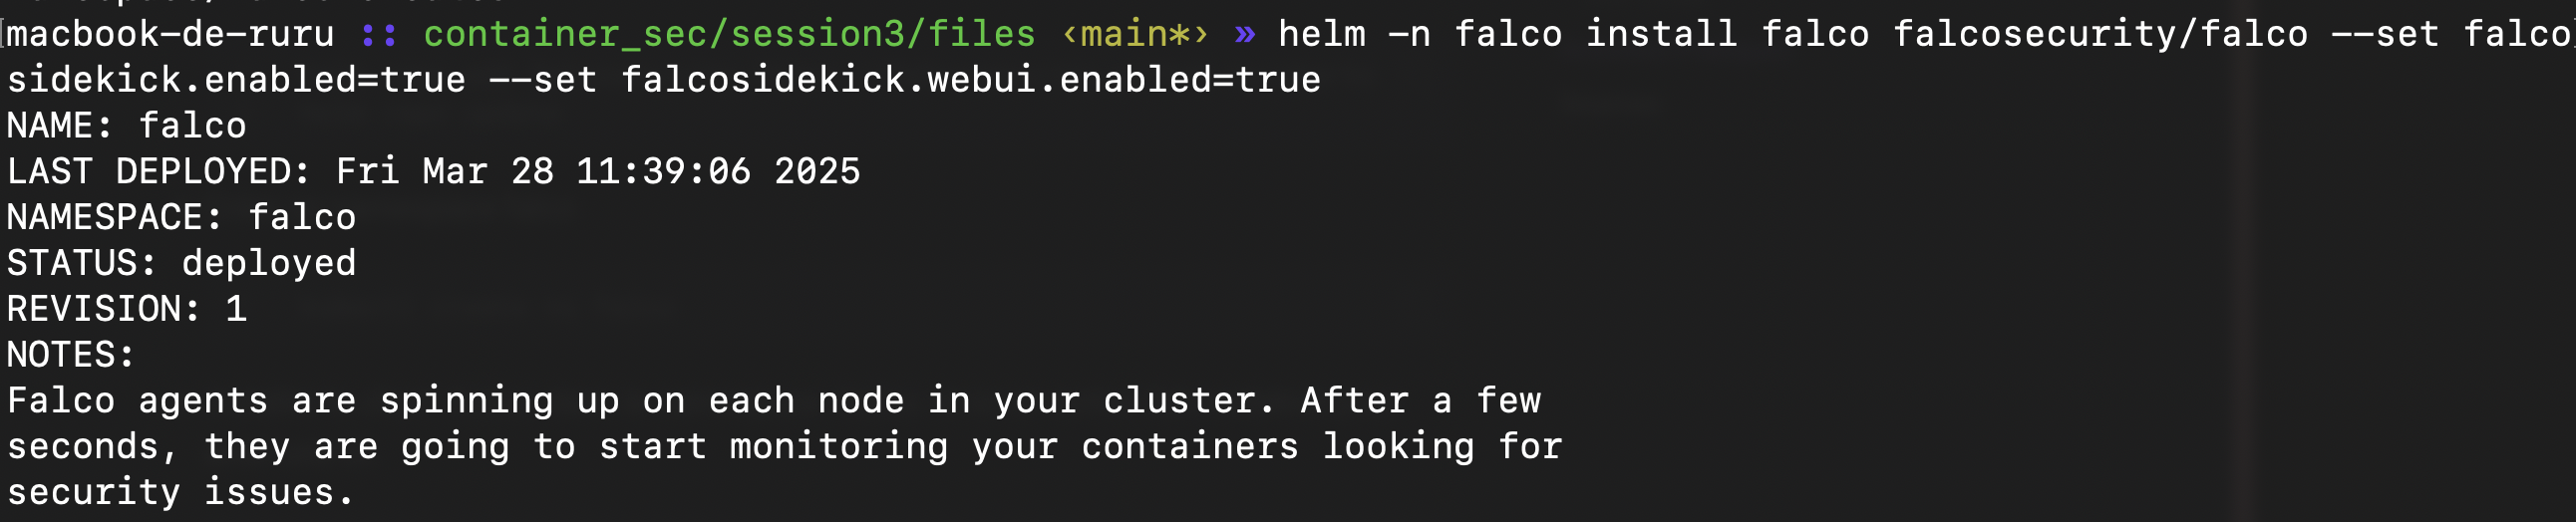 macbook-de-ruru :: container_sec/session3/files ‹main*› » helm -n falco install falco falcosecurity/falco --set falco
sidekick.enabled=true --set falcosidekick.webui.enabled=true
NAME: falco
LAST DEPLOYED: Fri Mar 28 11:39:06 2025
NAMESPACE: falco
STATUS: deployed
REVISION: 1
NOTES:
Falco agents are spinning up on each node in your cluster. After a few
seconds, they are going to start monitoring your containers looking for
security issues.